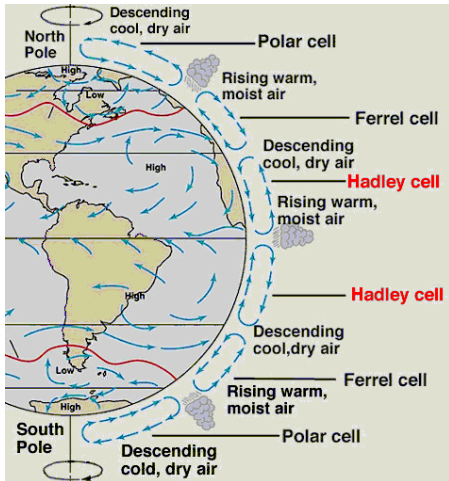 Descending
cool, dry air
North
Pole
Polar cell
High
Rising warm,
moist air
Low
Ferrel cell
Descending
cool, dry air
High
Hadley cell
Rising warm,
moist air
High
Hadley cell
Descending
cool,dry air
Low
Ferrel cell
Rising warm,
moist air
High
South
Pole
Polar cell
Descending
cold, dry air